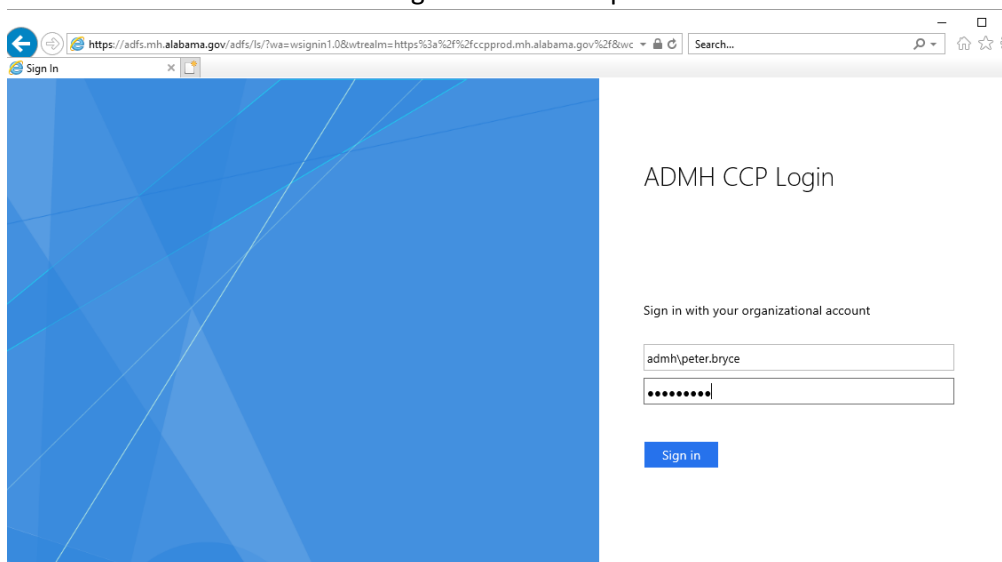 https://adfs.mh.alabama.gov/adfs/ls/?wa=wsignin1.0&wtrealm=https%3a%2f%2fccpprod.mh.alabama.gov%2f&wc
Search...
Sign In
ADMH CCP Login
Sign in with your organizational account
admh\peter.bryce
•••••••••
Sign in